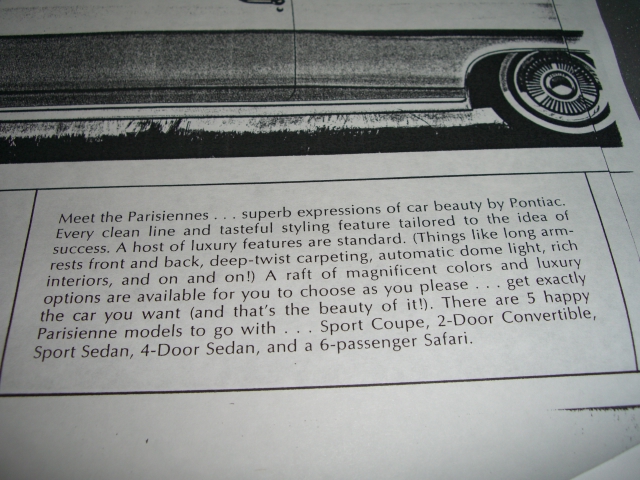 Meet the Parisiennes . . . superb expressions of car beauty by Pontiac.
Every clean line and tasteful styling feature tailored to the idea of
success. A host of luxury features are standard. (Things like long arm-
rests front and back, deep-twist carpeting, automatic dome light, rich
interiors, and on and on!) A raft of magnificent colors and luxury
options are available for you to choose as you please . . . get exactly
the car you want (and that's the beauty of it!). There are 5 happy
Parisienne models to go with . . . Sport Coupe, 2-Door Convertible,
Sport Sedan, 4-Door Sedan, and a 6-passenger Safari.